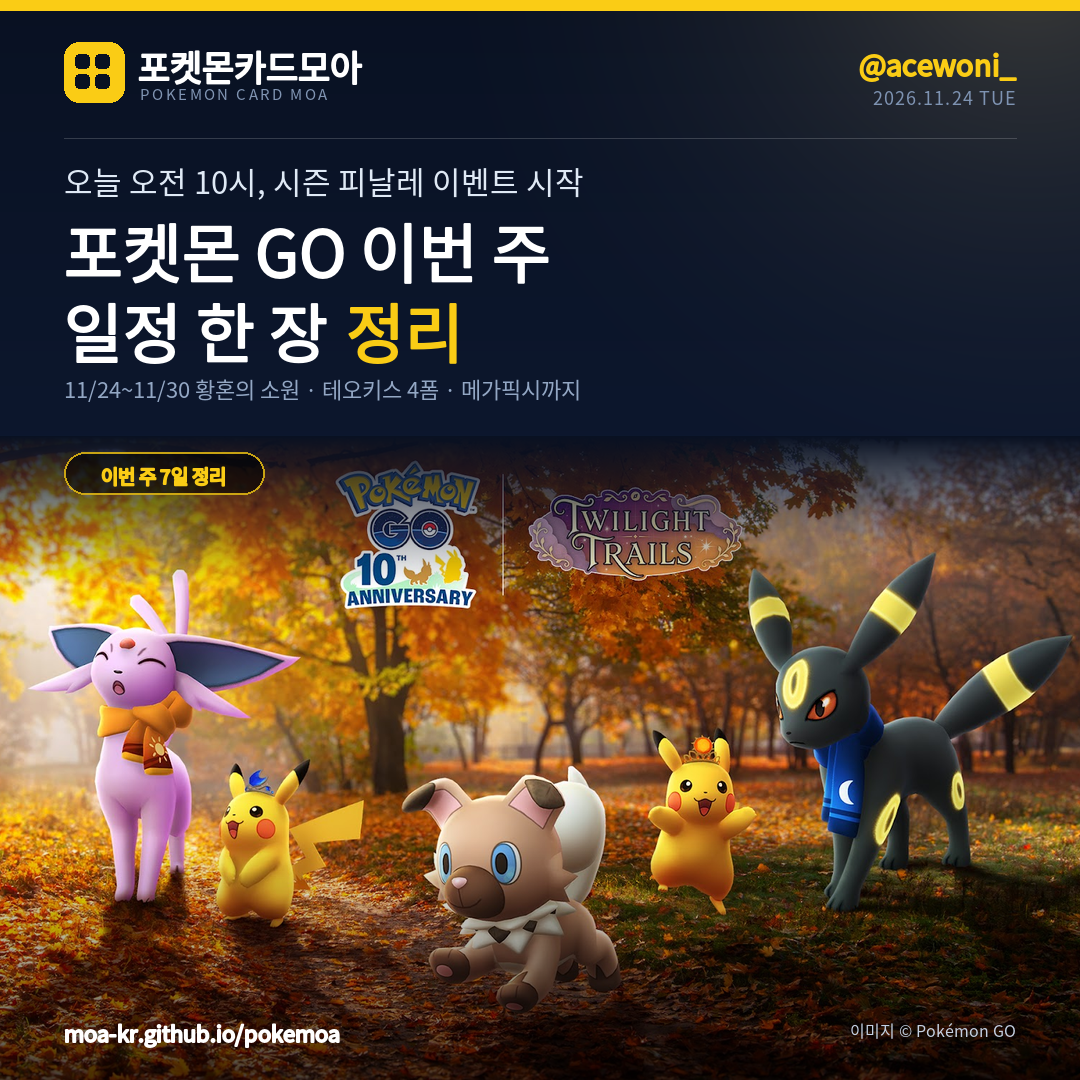 포켓몬카드모아
POKEMON CARD MOA
@acewoni_
2026.11.24 TUE
오늘 오전 10시, 시즌 피날레 이벤트 시작
포켓몬 GO 이번 주
일정 한 장 정리
11/24~11/30 황혼의 소원 · 테오키스 4폼 · 메가픽시까지
이번 주 7일 정리
POKéMON
GO
10TH
ANNIVERSARY
TWILIGHT
TRAILS
moa-kr.github.io/pokemoa
이미지 © Pokémon GO